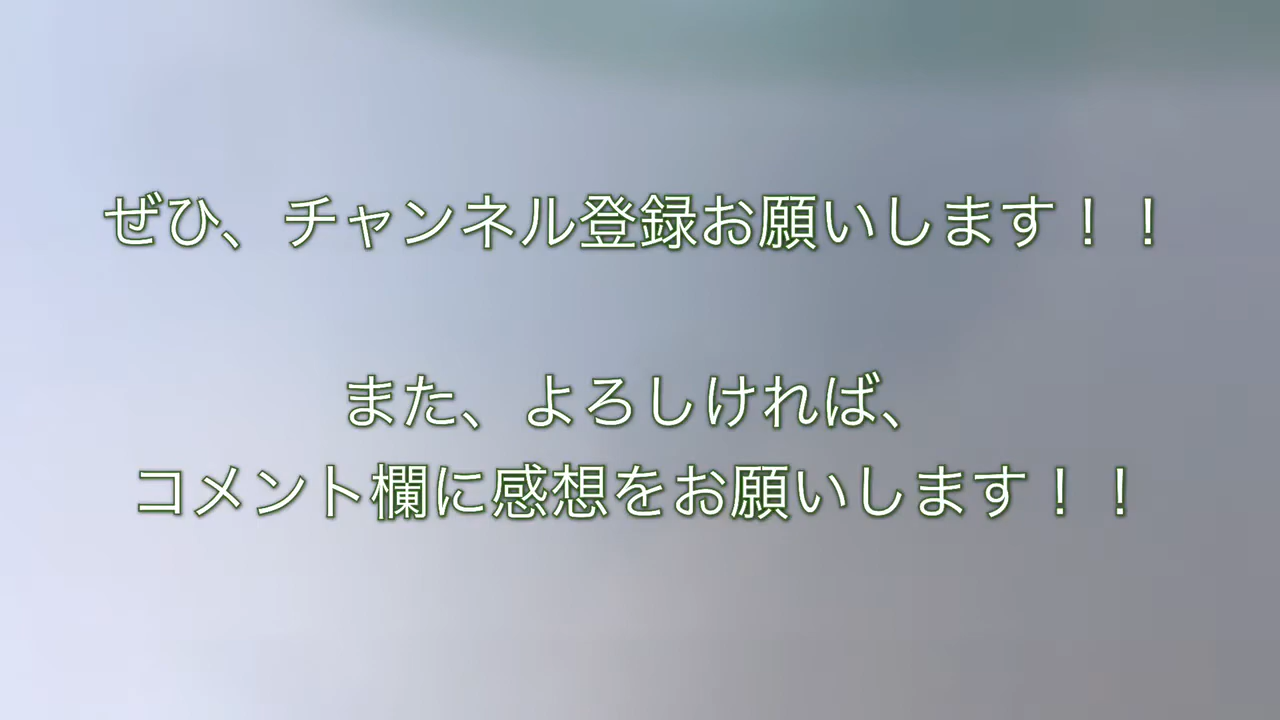 ぜひ、チャンネル登録お願いします！！
また、よろしければ、
コメント欄に感想をお願いします！！